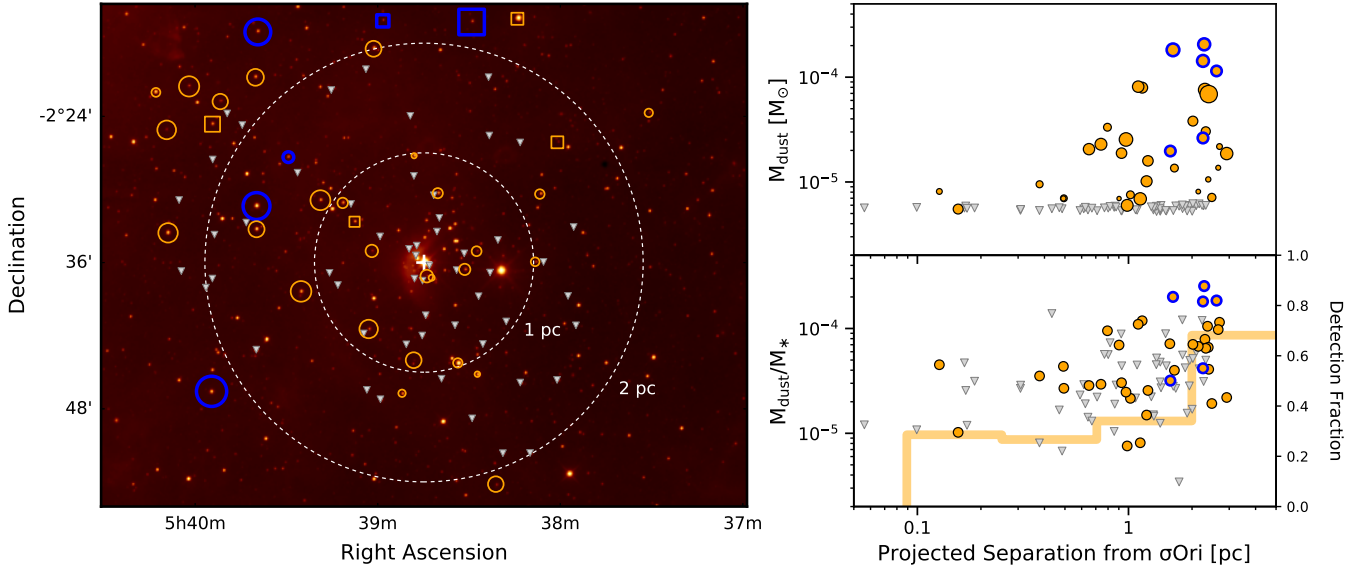 Declination
-2°24'
36'
48'
1 pc
2 pc
5h40m
39m
38m
37m
Right Ascension
M_dust [M_⊙]
10⁻⁴
10⁻⁵
M_dust/M_*
10⁻⁴
10⁻⁵
0.1
1
Projected Separation from σOri [pc]
1.0
0.8
0.6
0.4
0.2
0.0
Detection Fraction